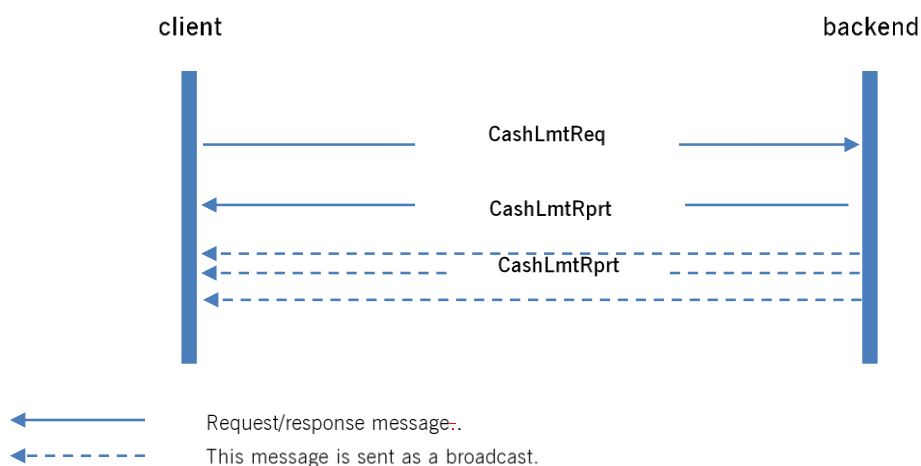 client
backend
CashLmtReq
CashLmtRprt
CashLmtRprt
Request/response message..
This message is sent as a broadcast.